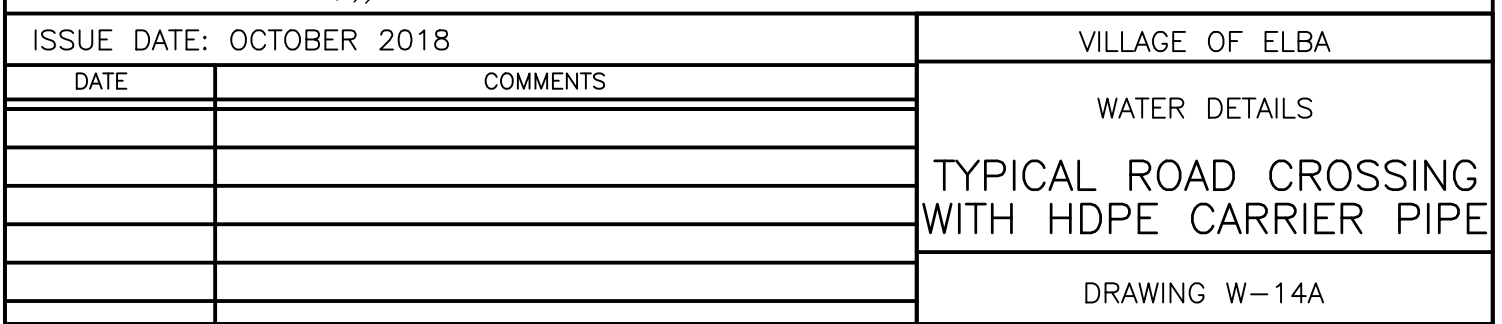 ISSUE DATE: OCTOBER 2018
DATE
COMMENTS
VILLAGE OF ELBA
WATER DETAILS
TYPICAL ROAD CROSSING
WITH HDPE CARRIER PIPE
DRAWING W-14A